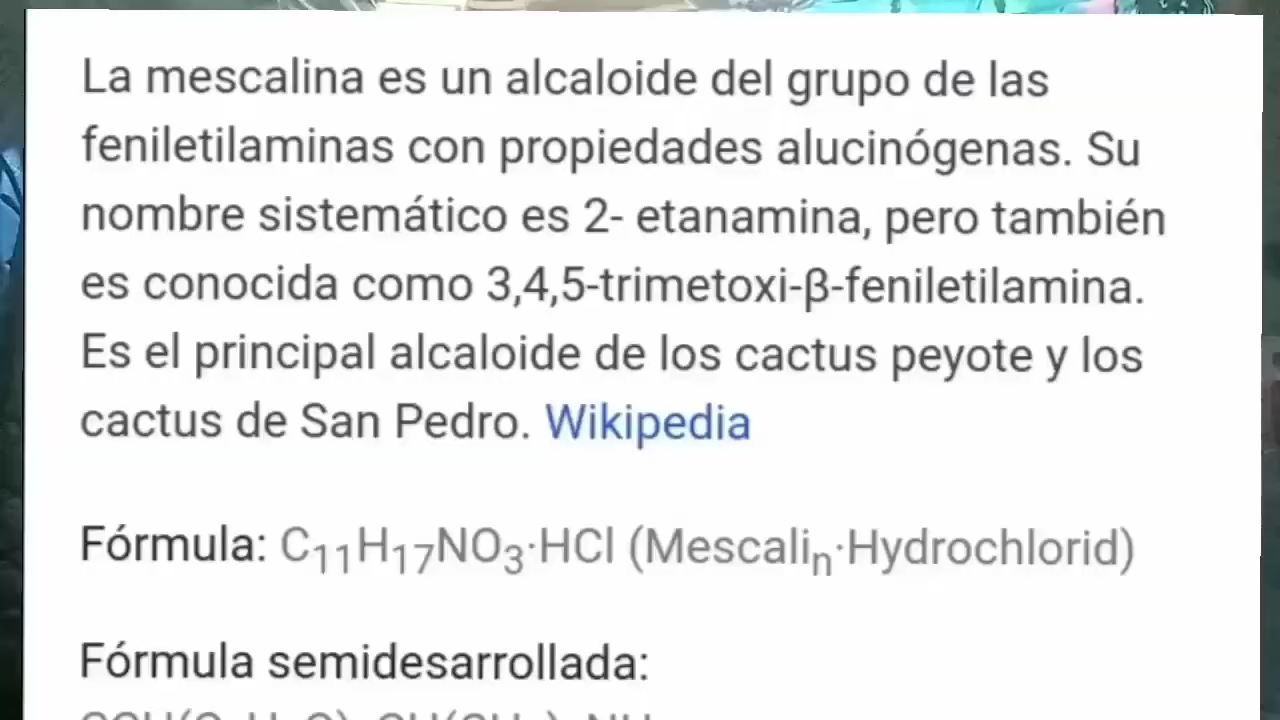 La mescalina es un alcaloide del grupo de las
feniletilaminas con propiedades alucinógenas. Su
nombre sistemático es 2- etanamina, pero también
es conocida como 3,4,5-trimetoxi-β-feniletilamina.
Es el principal alcaloide de los cactus peyote y los
cactus de San Pedro. Wikipedia
Fórmula: C₁₁H₁₇NO₃·HCl (Mescaliₙ·Hydrochlorid)
Fórmula semidesarrollada: